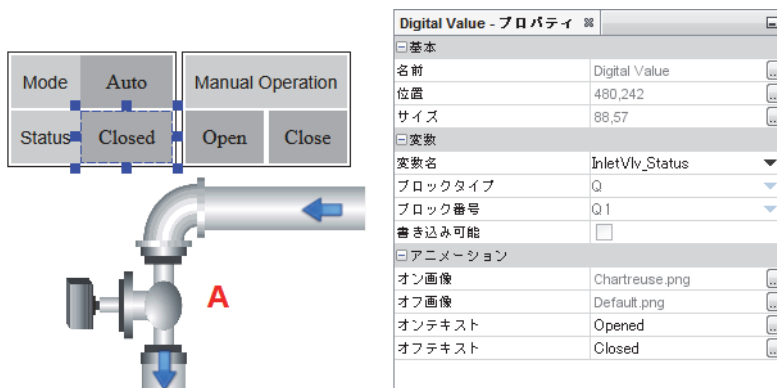 Mode Auto
Manual Operation
Status Closed
Open Close
A
Digital Value - プロパティ
基本
名前 Digital Value ...
位置 480,242 ...
サイズ 88,57 ...
変数
変数名 InletVlv_Status
ブロックタイプ Q
ブロック番号 Q1
書き込み可能
アニメーション
オン画像 Chartreuse.png ...
オフ画像 Default.png ...
オンテキスト Opened ...
オフテキスト Closed ...